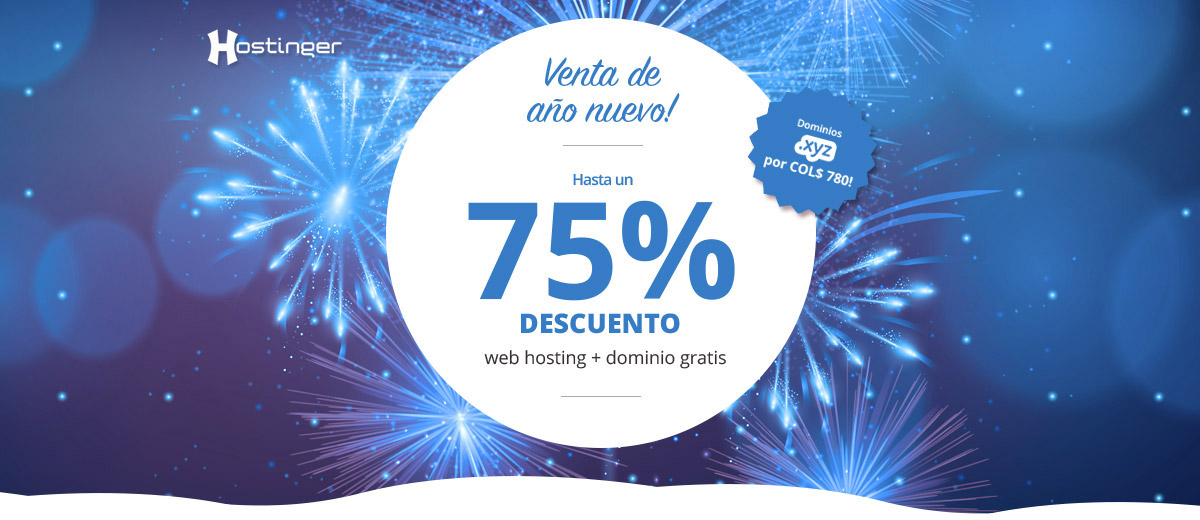 Hostinger
Venta de
año nuevo!
Hasta un
75%
DESCUENTO
web hosting + dominio gratis
Dominios
.xyz
por COL$ 780!